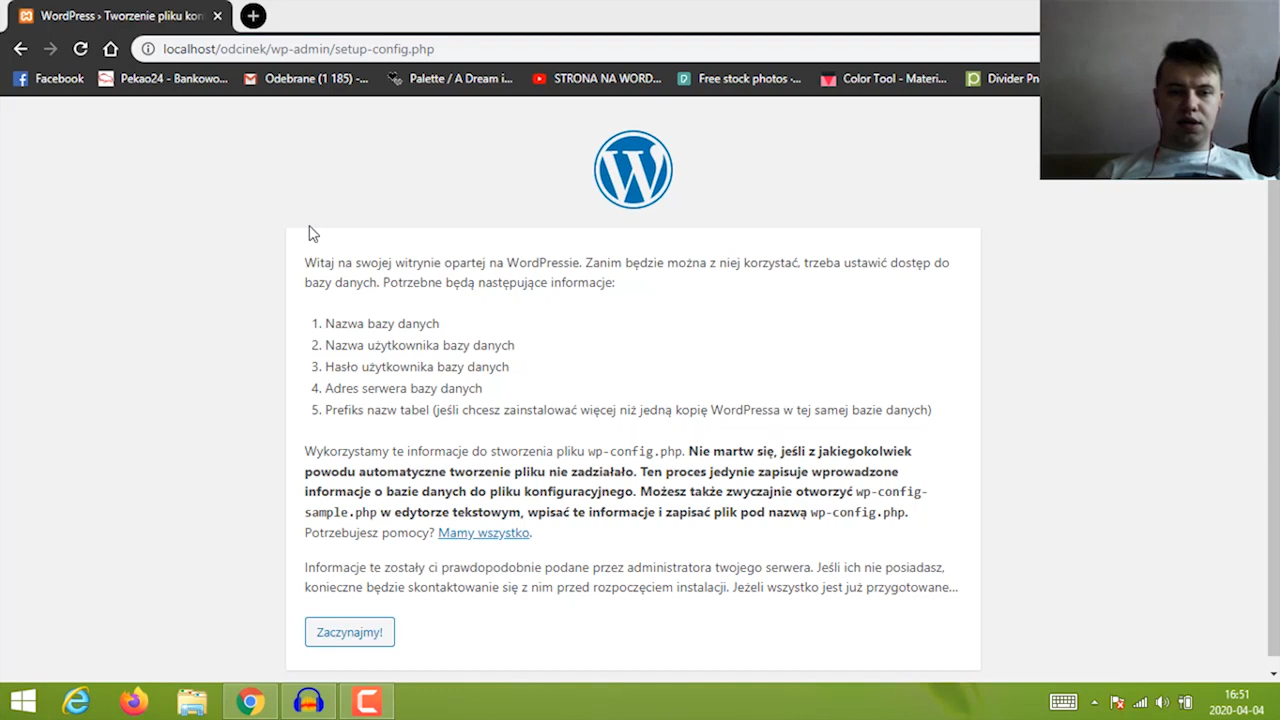 WordPress › Tworzenie pliku kon
localhost/odcinek/wp-admin/setup-config.php
Facebook
Pekao24 - Bankowo...
Odebrane (1 185) -...
Palette / A Dream i...
STRONA NA WORD...
Free stock photos -...
Color Tool - Materi...
Divider Pn
Witaj na swojej witrynie opartej na WordPressie. Zanim będzie można z niej korzystać, trzeba ustawić dostęp do
bazy danych. Potrzebne będą następujące informacje:
1. Nazwa bazy danych
2. Nazwa użytkownika bazy danych
3. Hasło użytkownika bazy danych
4. Adres serwera bazy danych
5. Prefiks nazw tabel (jeśli chcesz zainstalować więcej niż jedną kopię WordPressa w tej samej bazie danych)
Wykorzystamy te informacje do stworzenia pliku wp-config.php. Nie martw się, jeśli z jakiegokolwiek
powodu automatyczne tworzenie pliku nie zadziałało. Ten proces jedynie zapisuje wprowadzone
informacje o bazie danych do pliku konfiguracyjnego. Możesz także zwyczajnie otworzyć wp-config-
sample.php w edytorze tekstowym, wpisać te informacje i zapisać plik pod nazwą wp-config.php.
Potrzebujesz pomocy? Mamy wszystko.
Informacje te zostały ci prawdopodobnie podane przez administratora twojego serwera. Jeśli ich nie posiadasz,
konieczne będzie skontaktowanie się z nim przed rozpoczęciem instalacji. Jeżeli wszystko jest już przygotowane...
Zaczynajmy!
16:51
2020-04-04